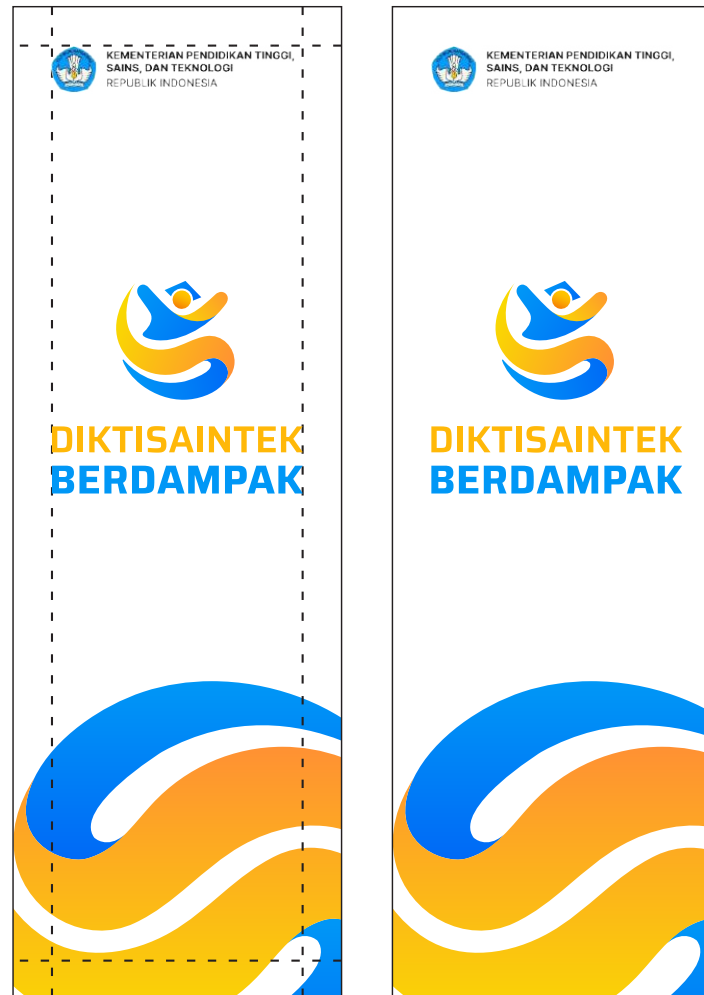 KEMENTERIAN PENDIDIKAN TINGGI,
SAINS, DAN TEKNOLOGI
REPUBLIK INDONESIA
DIKTISAINTEK
BERDAMPAK
KEMENTERIAN PENDIDIKAN TINGGI,
SAINS, DAN TEKNOLOGI
REPUBLIK INDONESIA
DIKTISAINTEK
BERDAMPAK